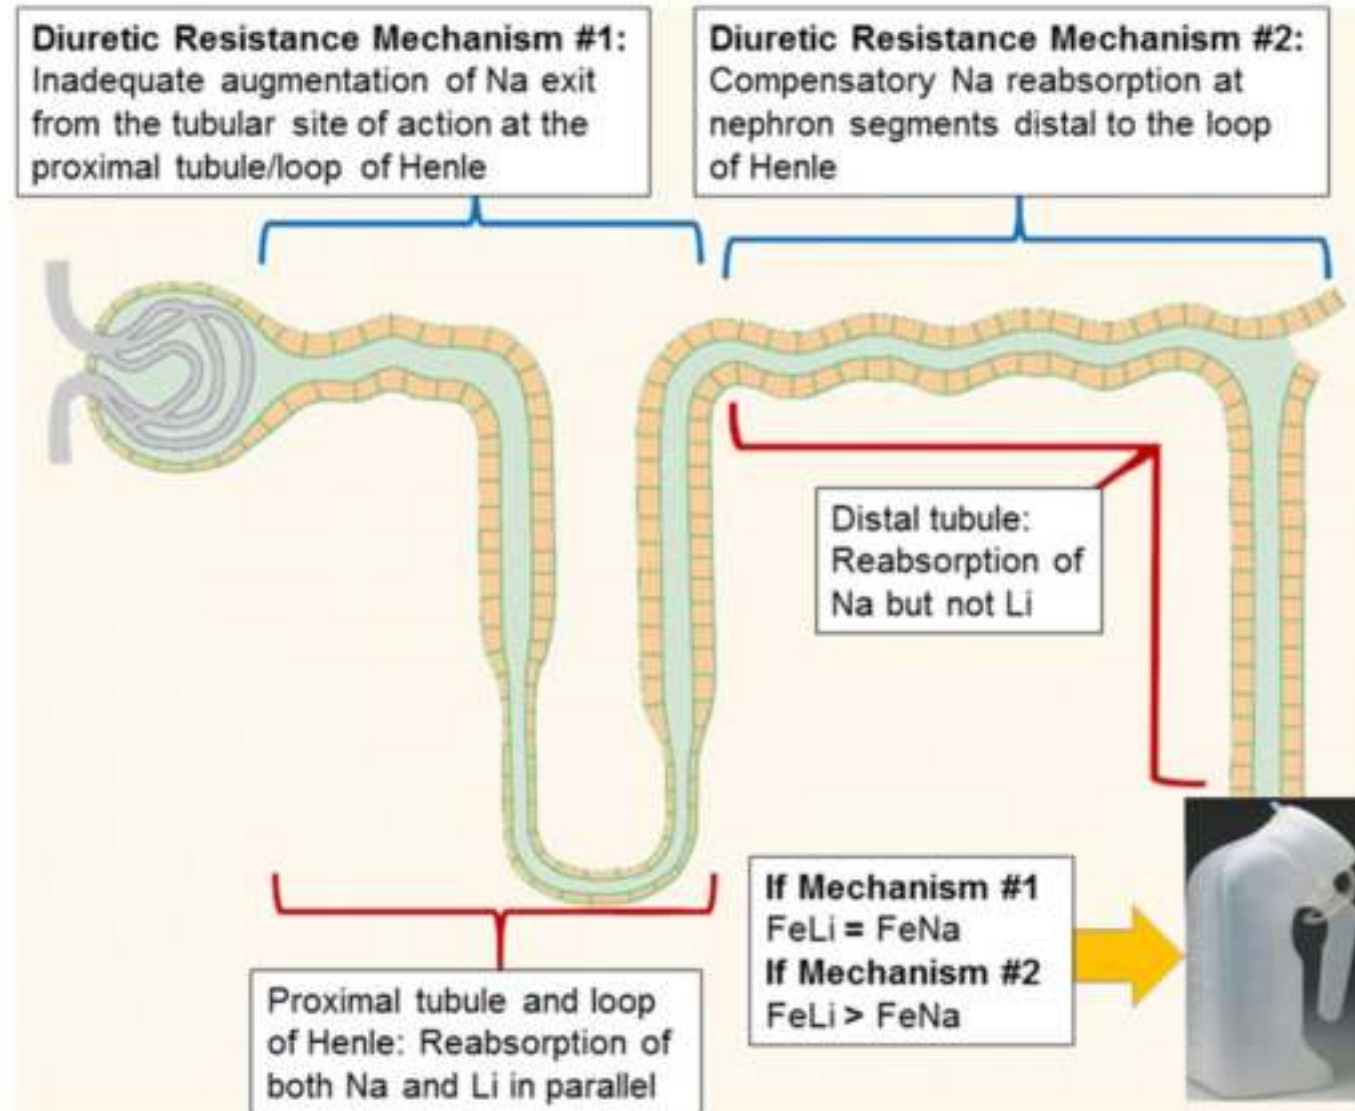 Diuretic Resistance Mechanism #1:
Inadequate augmentation of Na exit
from the tubular site of action at the
proximal tubule/loop of Henle
Diuretic Resistance Mechanism #2:
Compensatory Na reabsorption at
nephron segments distal to the loop
of Henle
Distal tubule:
Reabsorption of
Na but not Li
If Mechanism #1
FeLi = FeNa
If Mechanism #2
FeLi > FeNa
Proximal tubule and loop
of Henle: Reabsorption of
both Na and Li in parallel